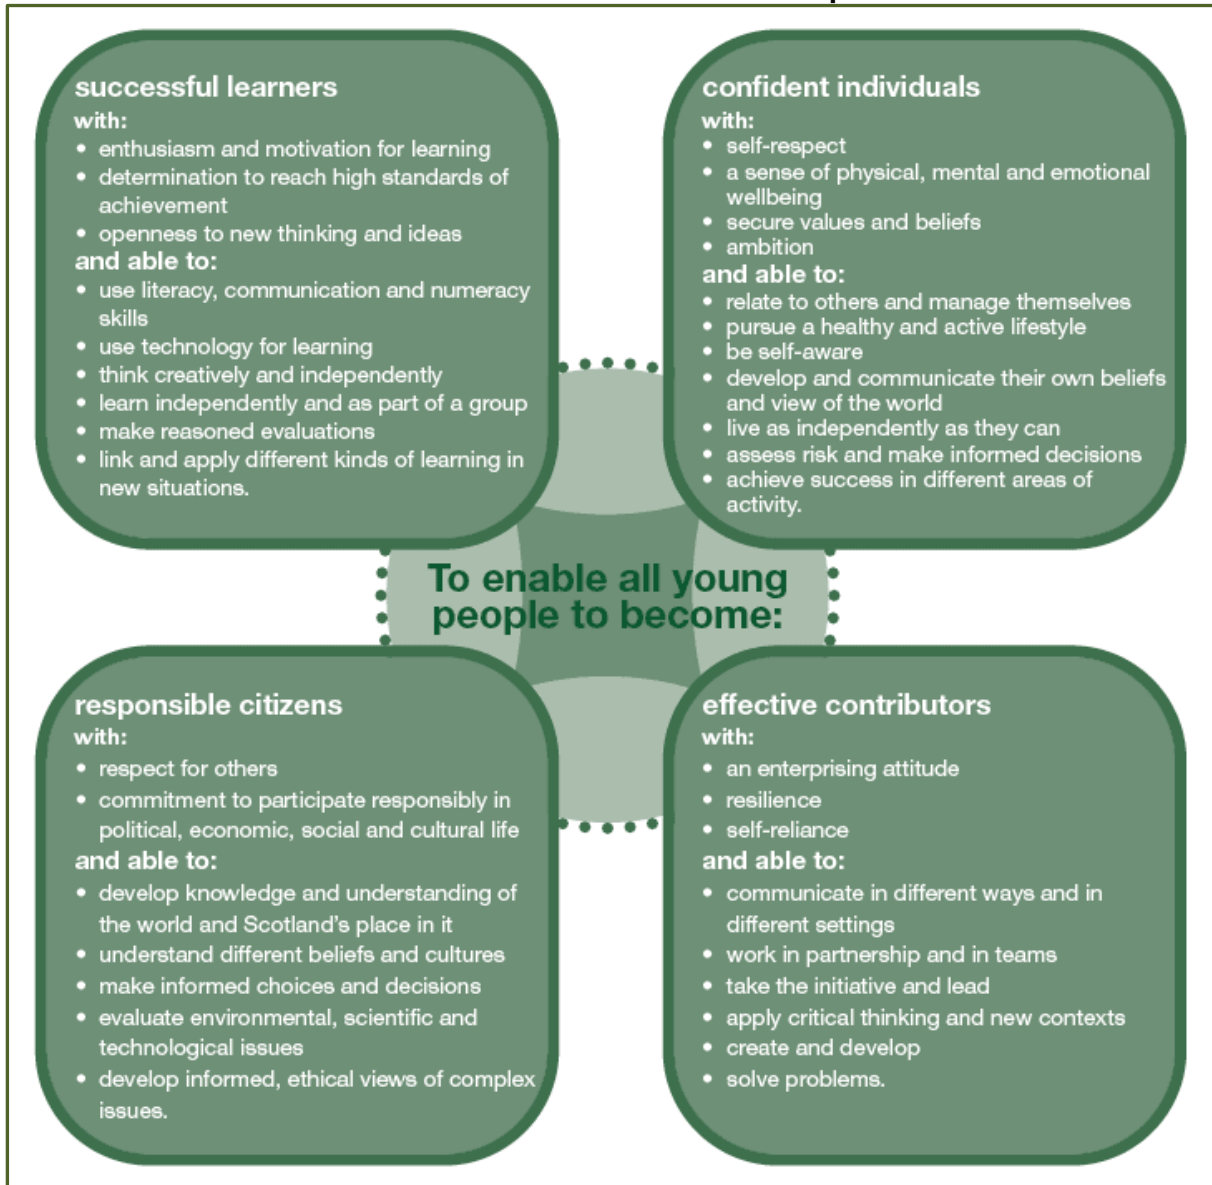 successful learners
with:
• enthusiasm and motivation for learning
• determination to reach high standards of
achievement
• openness to new thinking and ideas
and able to:
• use literacy, communication and numeracy
skills
• use technology for learning
• think creatively and independently
• learn independently and as part of a group
• make reasoned evaluations
• link and apply different kinds of learning in
new situations.
confident individuals
with:
• self-respect
• a sense of physical, mental and emotional
wellbeing
• secure values and beliefs
• ambition
and able to:
• relate to others and manage themselves
• pursue a healthy and active lifestyle
• be self-aware
• develop and communicate their own beliefs
and view of the world
• live as independently as they can
• assess risk and make informed decisions
• achieve success in different areas of
activity.
To enable all young
people to become:
responsible citizens
with:
• respect for others
• commitment to participate responsibly in
political, economic, social and cultural life
and able to:
• develop knowledge and understanding of
the world and Scotland's place in it
• understand different beliefs and cultures
• make informed choices and decisions
• evaluate environmental, scientific and
technological issues
• develop informed, ethical views of complex
issues.
effective contributors
with:
• an enterprising attitude
• resilience
• self-reliance
and able to:
• communicate in different ways and in
different settings
• work in partnership and in teams
• take the initiative and lead
• apply critical thinking and new contexts
• create and develop
• solve problems.